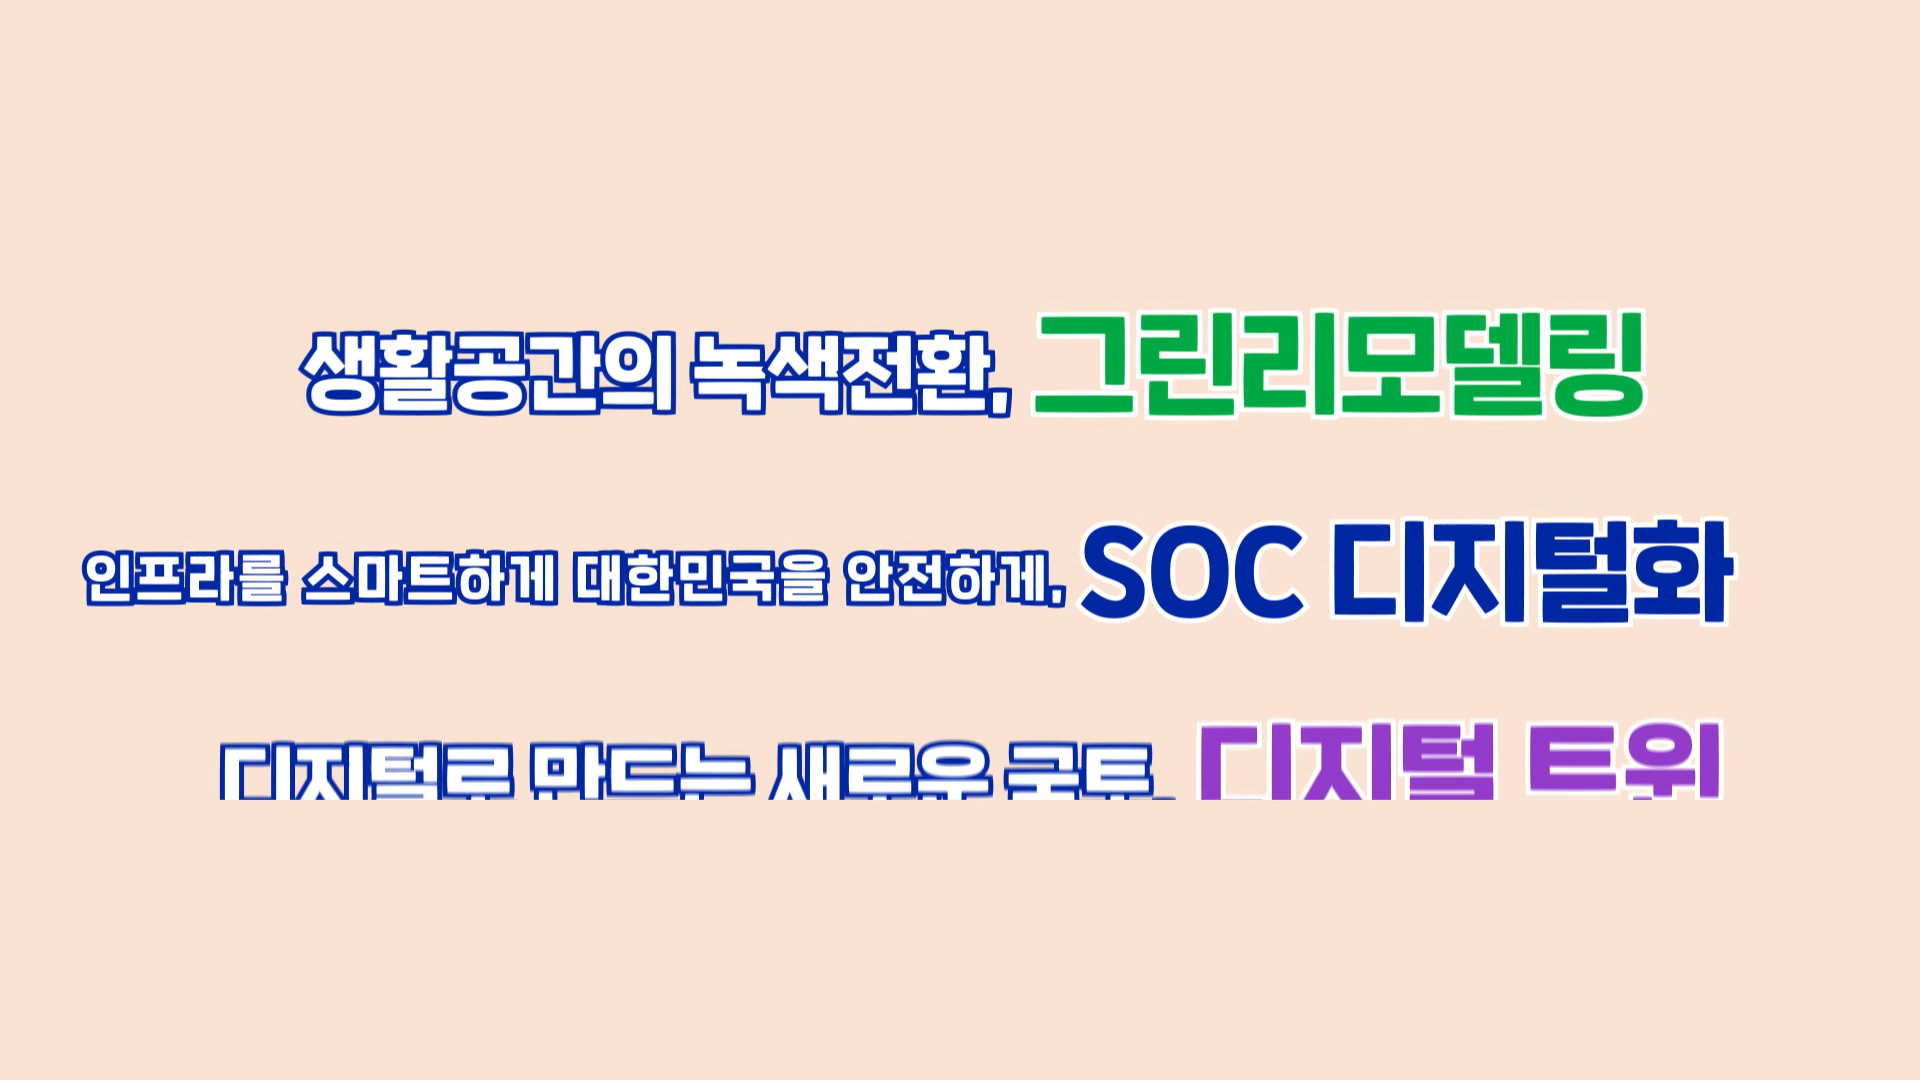 생활공간의 녹색전환, 그린리모델링
인프라를 스마트하게 대한민국을 안전하게, SOC 디지털화
디지털로 만드는 새로운 국토, 디지털 트윈